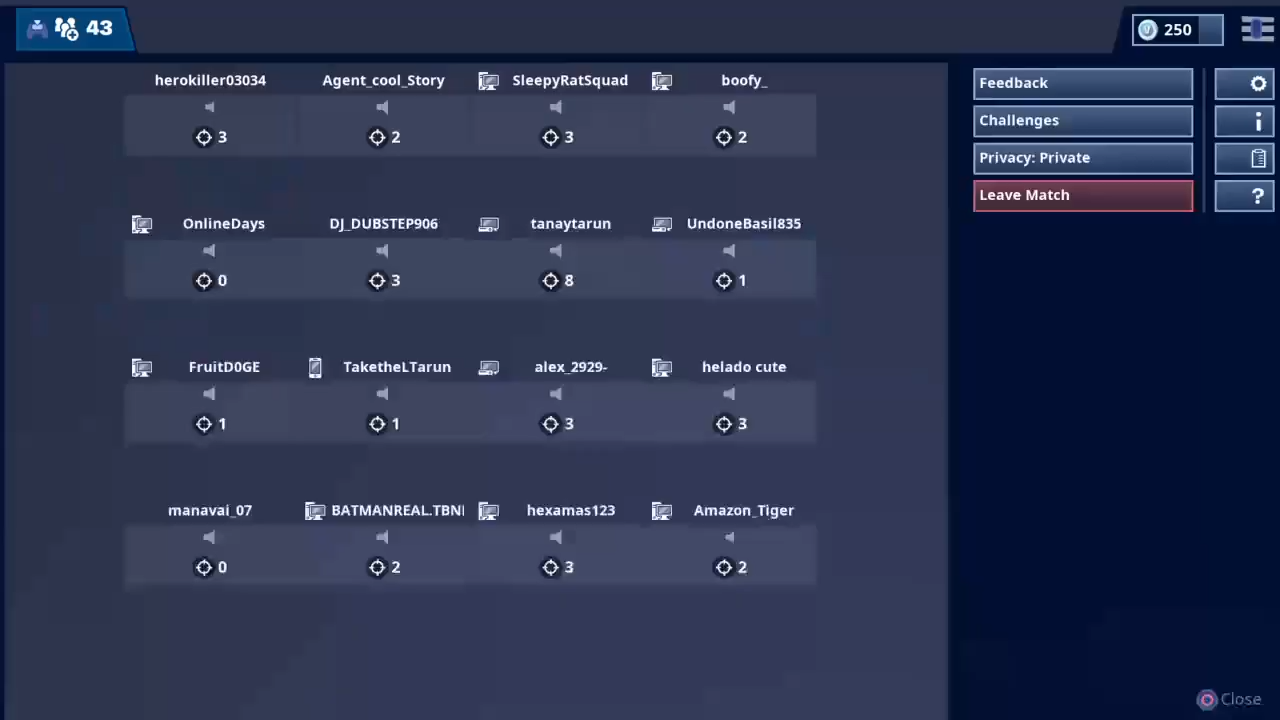 43
250
herokiller03034 Agent_cool_Story SleepyRatSquad boofy_
3 2 3 2
OnlineDays DJ_DUBSTEP906 tanaytarun UndoneBasil835
0 3 8 1
FruitD0GE TaketheLTarun alex_2929- helado cute
1 1 3 3
manavai_07 BATMANREAL.TBN hexamas123 Amazon_Tiger
0 2 3 2
Feedback
Challenges
Privacy: Private
Leave Match
Close